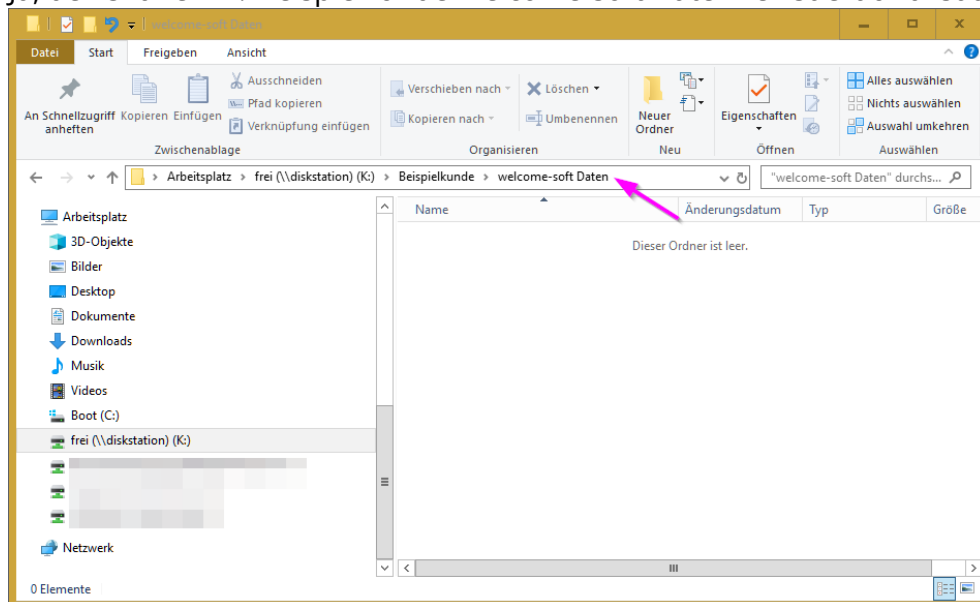 welcome-soft Daten
Datei Start Freigeben Ansicht
An Schnellzugriff anheften
Kopieren
Einfügen
Ausschneiden
Pfad kopieren
Verknüpfung einfügen
Zwischenablage
Verschieben nach
Kopieren nach
Löschen
Umbenennen
Organisieren
Neuer Ordner
Neu
Eigenschaften
Öffnen
Alles auswählen
Nichts auswählen
Auswahl umkehren
Auswählen
Arbeitsplatz > frei (\\diskstation) (K:) > Beispielkunde > welcome-soft Daten
"welcome-soft Daten" durchs...
Name Änderungsdatum Typ Größe
Dieser Ordner ist leer.
Arbeitsplatz
3D-Objekte
Bilder
Desktop
Dokumente
Downloads
Musik
Videos
Boot (C:)
frei (\\diskstation) (K:)
Netzwerk
0 Elemente